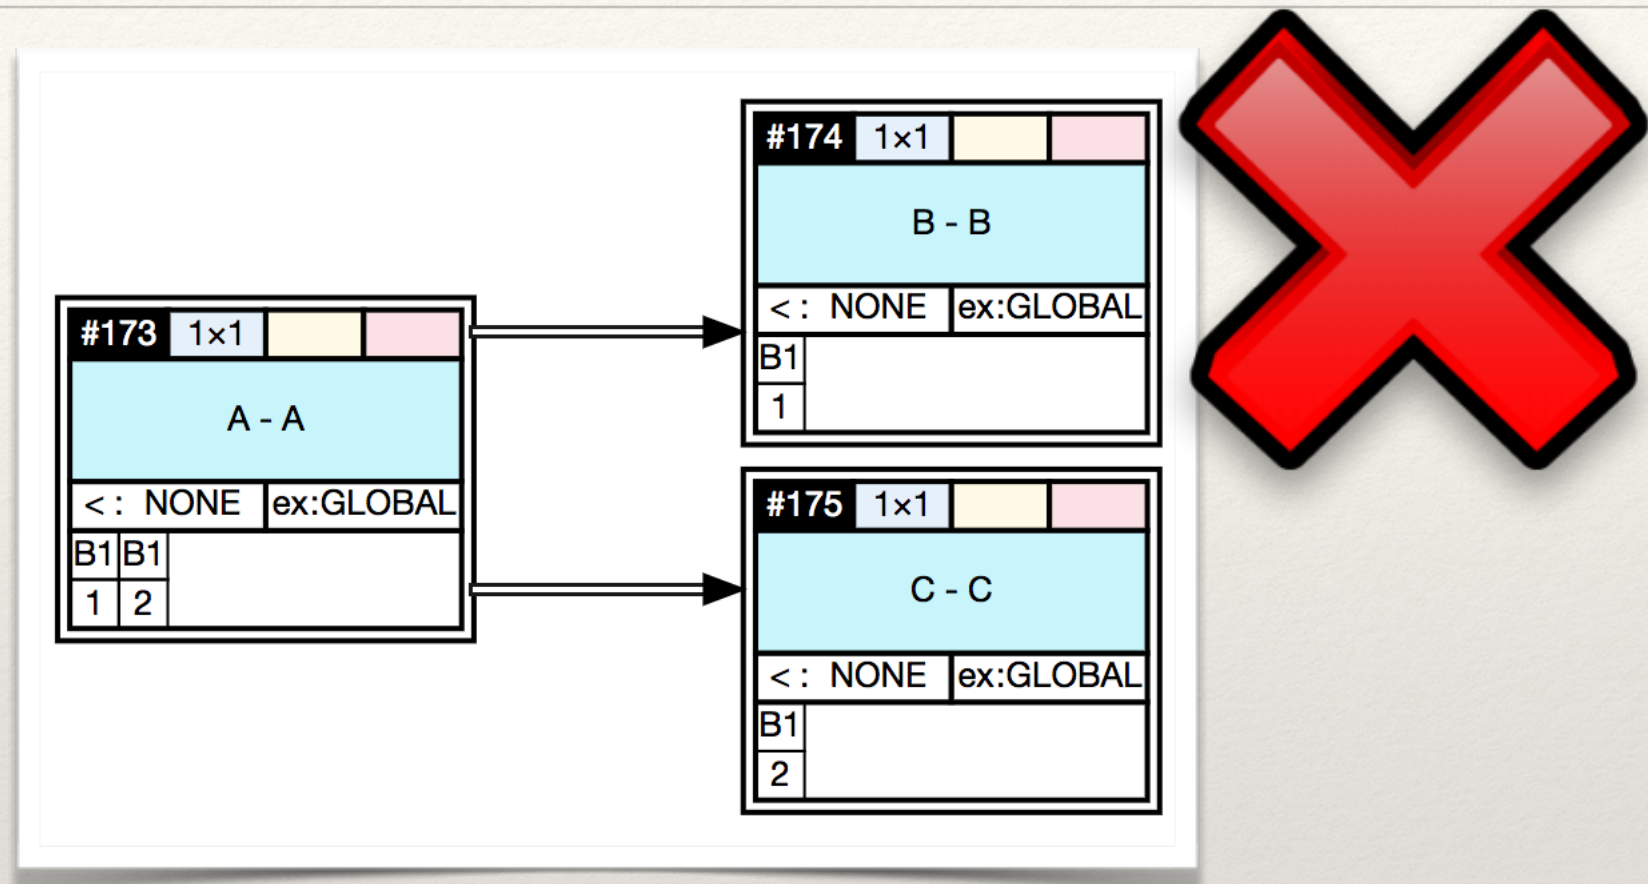 #173 1×1
A - A
< : NONE ex:GLOBAL
B1 B1
1 2
#174 1×1
B - B
< : NONE ex:GLOBAL
B1
1
#175 1×1
C - C
< : NONE ex:GLOBAL
B1
2